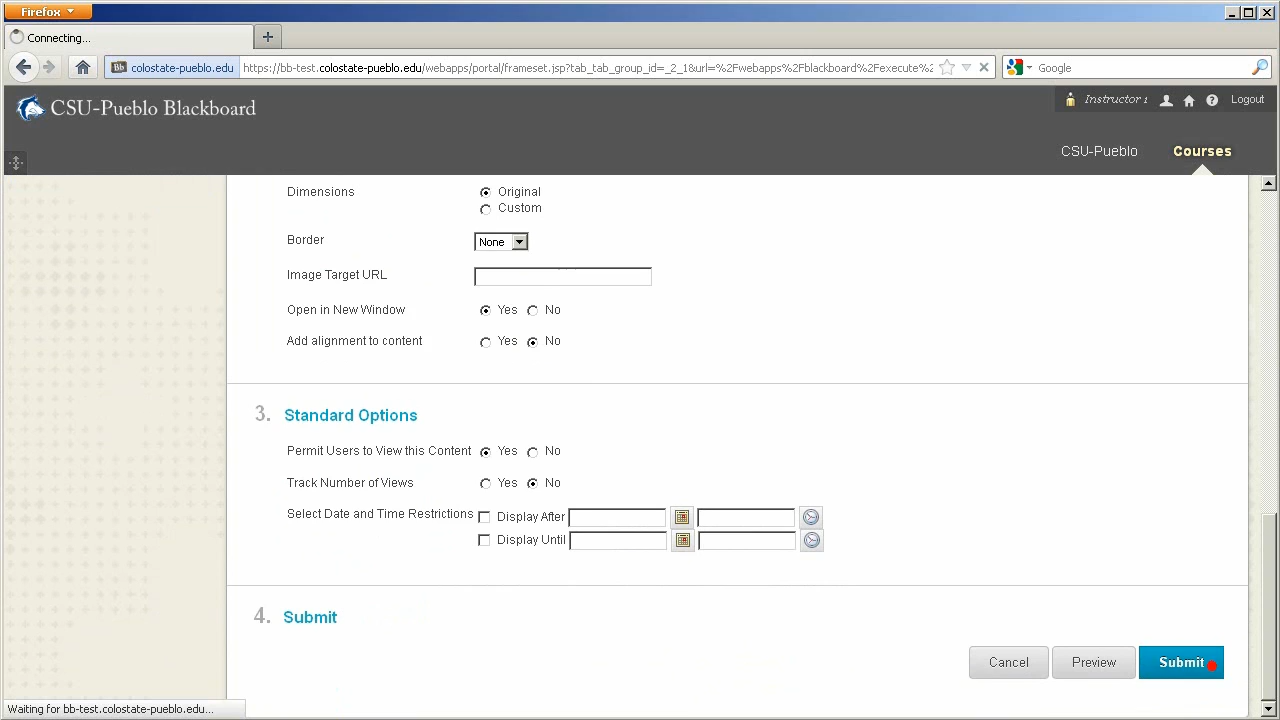 Firefox
Connecting...
Bb colostate-pueblo.edu https://bb-test.colostate-pueblo.edu/webapps/portal/frameset.jsp?tab_tab_group_id=_2_1&url=%2Fwebapps%2Fblackboard%2Fexecute%2 Google
CSU-Pueblo Blackboard
Instructor 1 Logout
CSU-Pueblo Courses
Dimensions Original
Custom
Border None
Image Target URL
Open in New Window Yes No
Add alignment to content Yes No
3. Standard Options
Permit Users to View this Content Yes No
Track Number of Views Yes No
Select Date and Time Restrictions Display After
Display Until
4. Submit
Cancel Preview Submit
Waiting for bb-test.colostate-pueblo.edu...